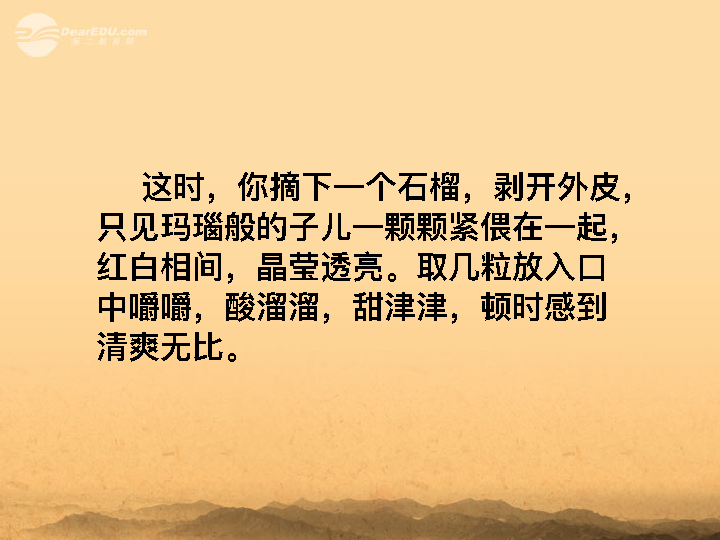 DearEDU.com
第二教育网
这时，你摘下一个石榴，剥开外皮，
只见玛瑙般的子儿一颗颗紧偎在一起，
红白相间，晶莹透亮。取几粒放入口
中嚼嚼，酸溜溜，甜津津，顿时感到
清爽无比。